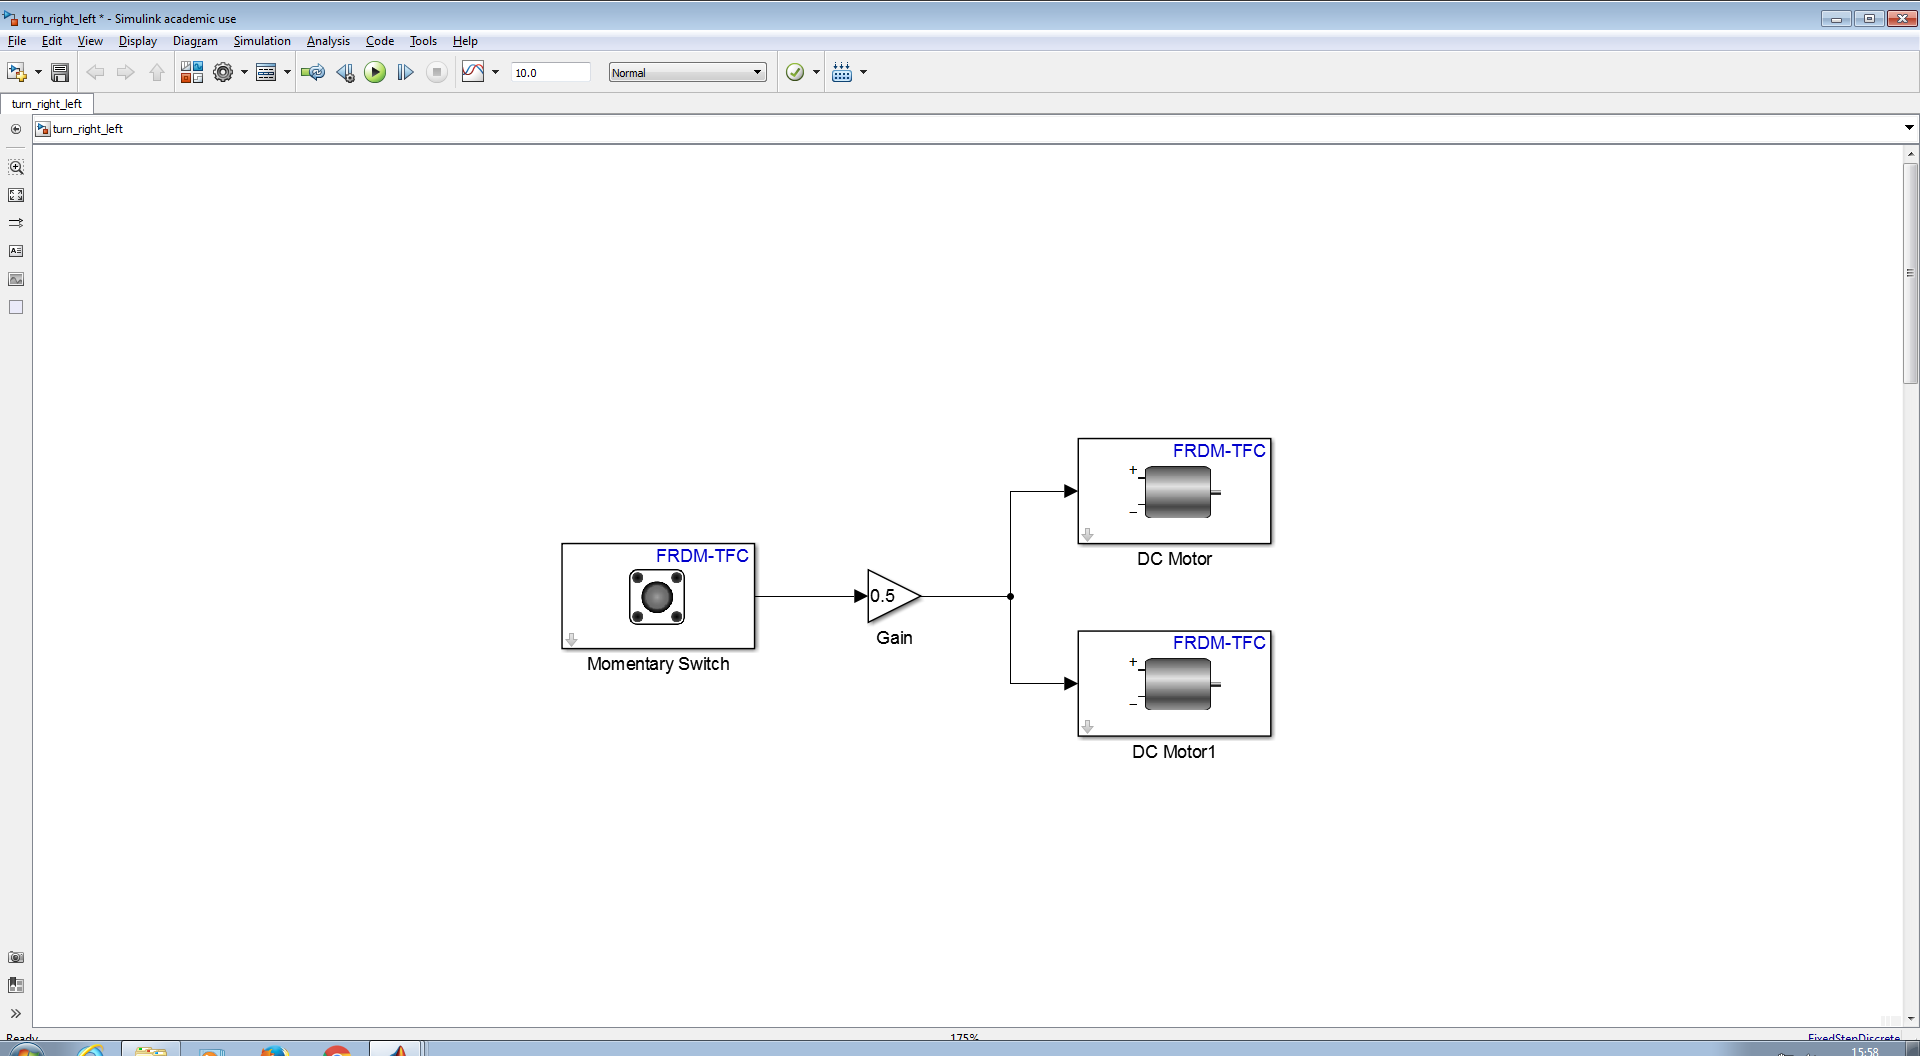 turn_right_left * - Simulink academic use
File Edit View Display Diagram Simulation Analysis Code Tools Help
10.0 Normal
turn_right_left
turn_right_left
FRDM-TFC
+
−
DC Motor
FRDM-TFC
Momentary Switch
0.5
Gain
FRDM-TFC
+
−
DC Motor1
Ready 175% FixedStepDiscrete
15:58